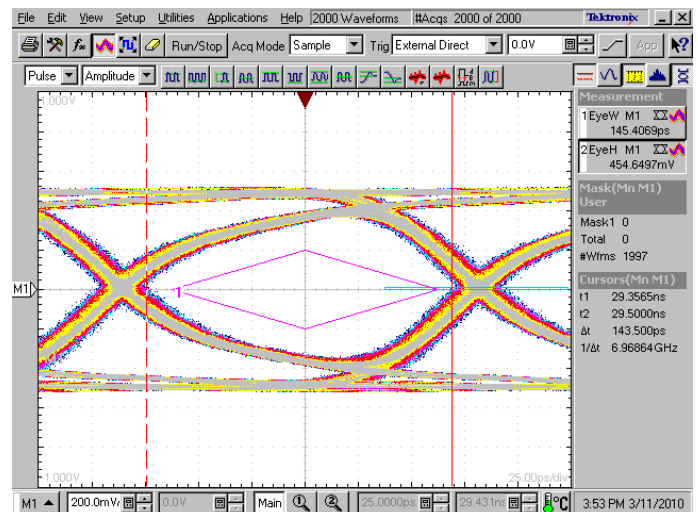 File Edit View Setup Utilities Applications Help 2000 Waveforms #Acqs 2000 of 2000 Tektronix
Run/Stop Acq Mode Sample Trig External Direct 0.0V App
Pulse Amplitude
1.000V
Measurement
1EyeW M1
145.4069ps
2EyeH M1
454.6497mV
Mask(Mn M1)
User
Mask1 0
Total 0
#Wfms 1997
Cursors(Mn M1)
t1 29.3565ns
t2 29.5000ns
Δt 143.500ps
1/Δt 6.96864GHz
M1
1
-1.000V
25.00ps/div
M1 200.0mV/ 0.0V Main 1 2 25.0000ps 29.431ns °C 3:53 PM 3/11/2010